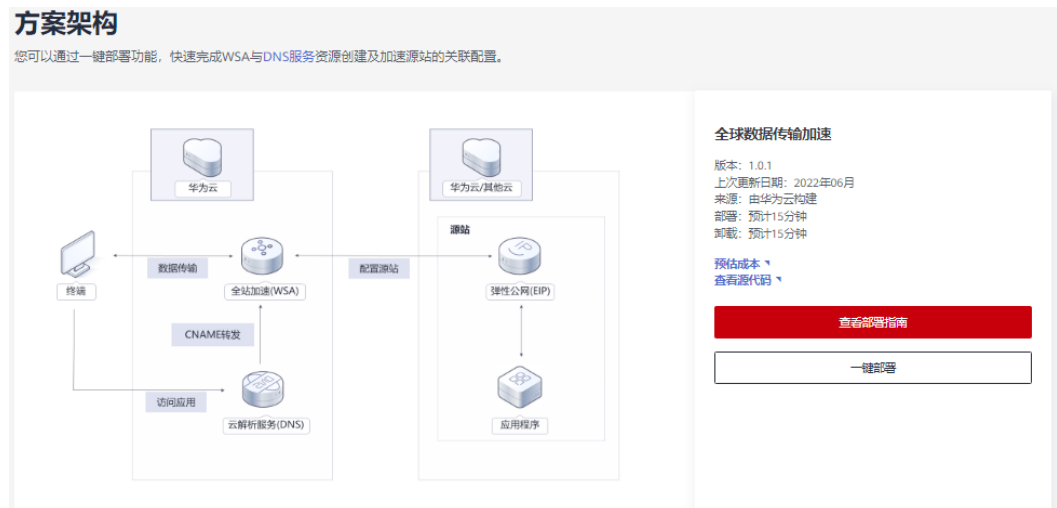 方案架构
您可以通过一键部署功能，快速完成WSA与DNS服务资源创建及加速源站的关联配置。
华为云
华为云/其他云
源站
数据传输
配置源站
终端
全站加速(WSA)
弹性公网(EIP)
CNAME转发
访问应用
云解析服务(DNS)
应用程序
全球数据传输加速
版本：1.0.1
上次更新日期：2022年06月
来源：由华为云构建
部署：预计15分钟
卸载：预计15分钟
预估成本
查看源代码
查看部署指南
一键部署